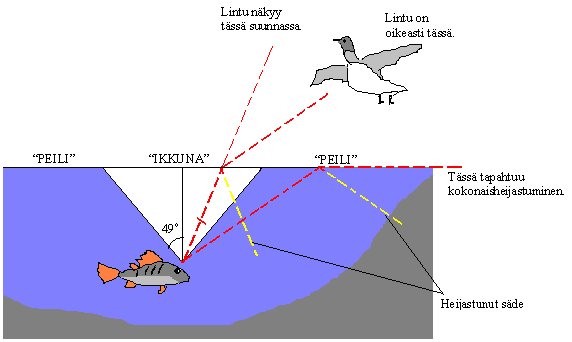 Lintu näkyy
tässä suunnassa.
Lintu on
oikeasti tässä.
“PEILI”
“IKKUNA”
“PEILI”
Tässä tapahtuu
kokonaisheijastuminen.
49°
Heijastunut säde